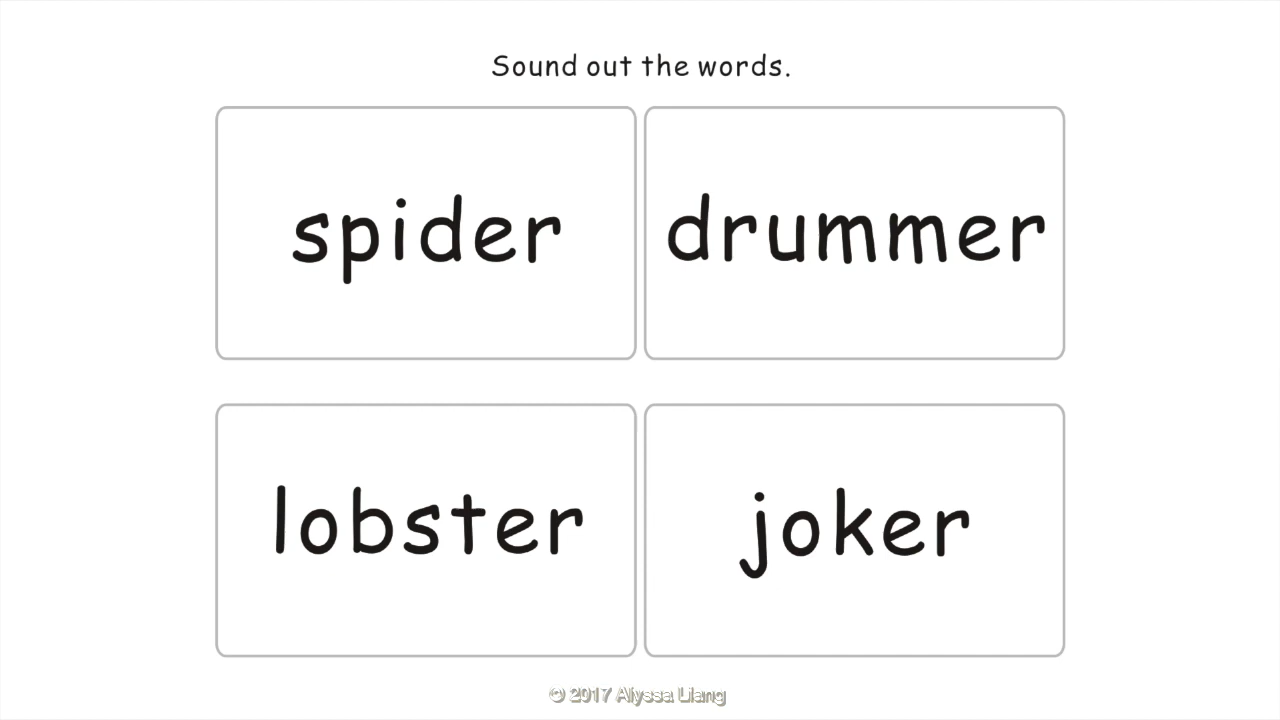 Sound out the words.
spider
drummer
lobster
joker
© 2017 Alyssa Liang